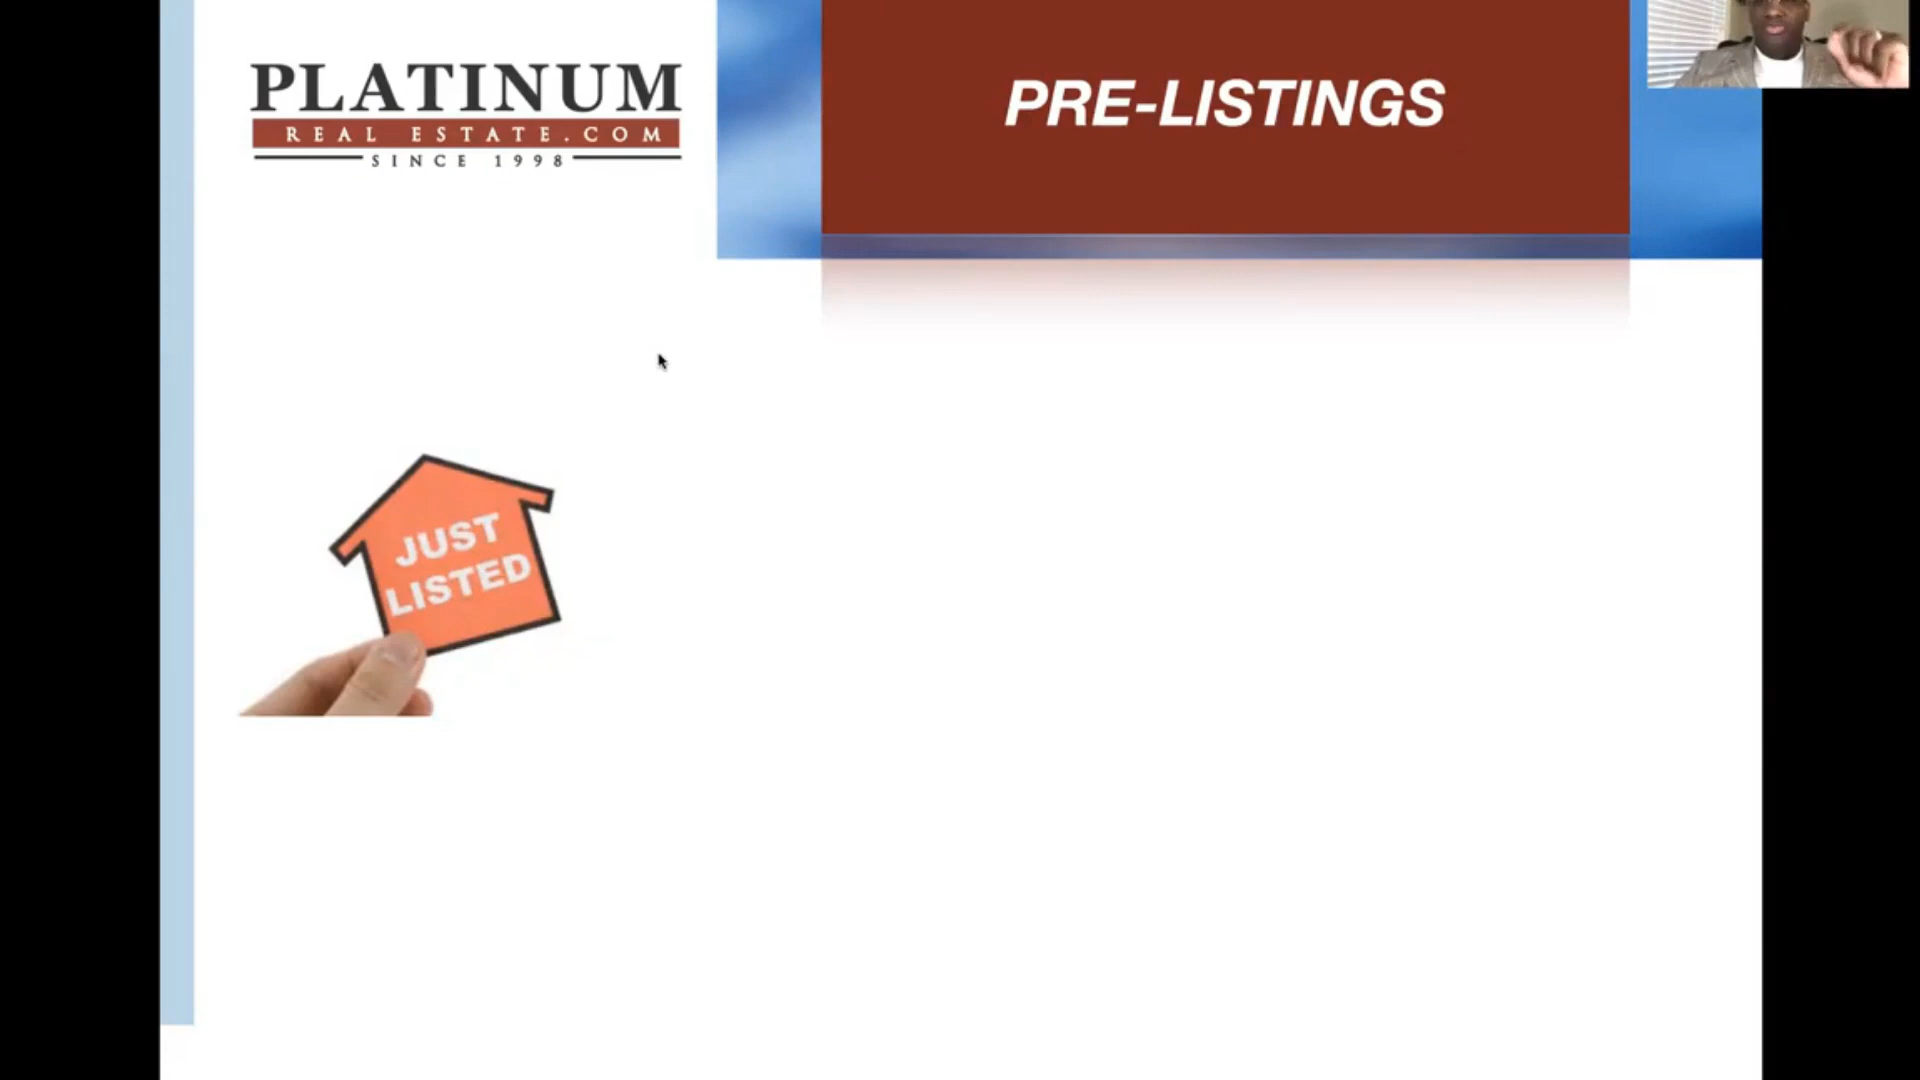 PLATINUM
REAL ESTATE.COM
SINCE 1998
PRE-LISTINGS
JUST
LISTED